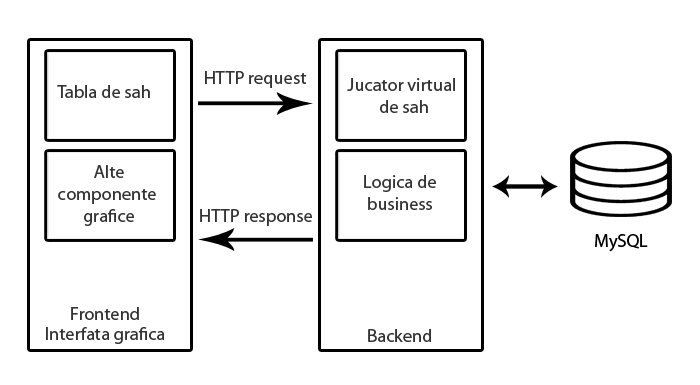 Tabla de sah
Alte
componente
grafice
Frontend
Interfata grafica
HTTP request
HTTP response
Jucator virtual
de sah
Logica de
business
Backend
MySQL